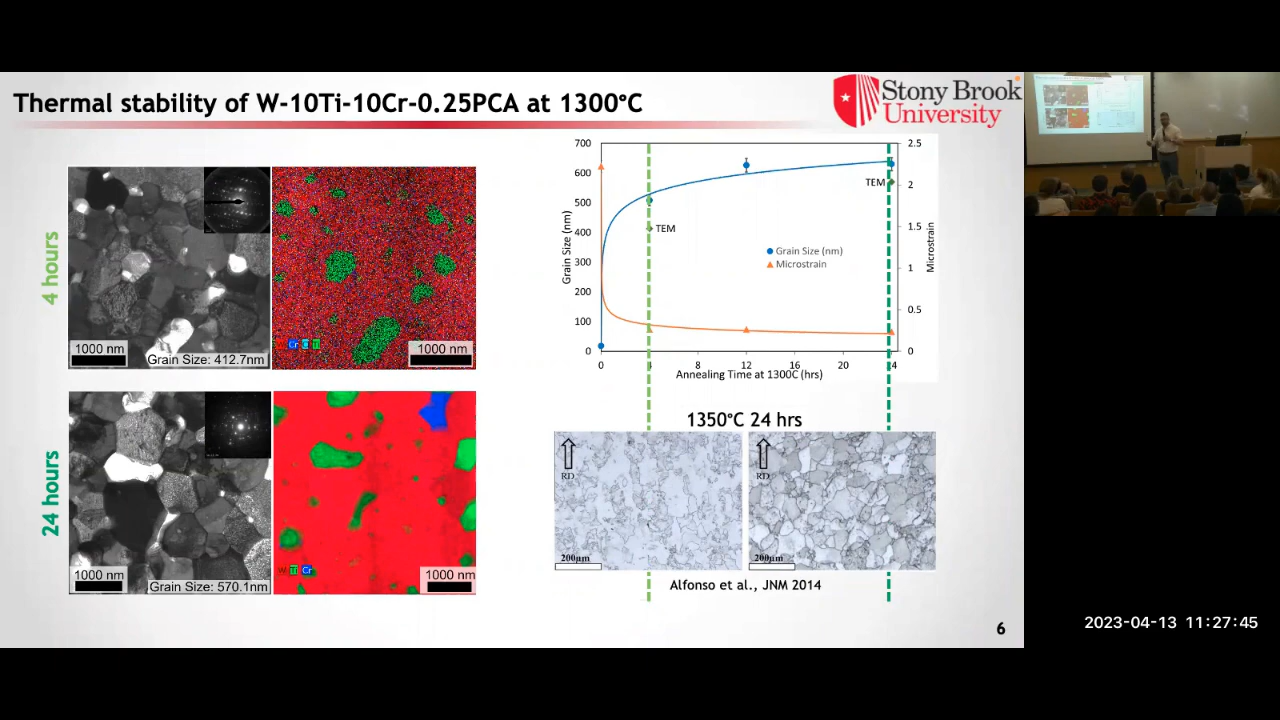 Thermal stability of W-10Ti-10Cr-0.25PCA at 1300°C
Stony Brook
University
4 hours
1000 nm
Grain Size: 412.7nm
Cr
Ti
1000 nm
24 hours
1000 nm
Grain Size: 570.1nm
W Ti Cr
1000 nm
700
600
500
400
300
200
100
0
Grain Size (nm)
2.5
2
1.5
1
0.5
0
Microstrain
TEM
TEM
Grain Size (nm)
Microstrain
0 4 8 12 16 20 24
Annealing Time at 1300C (hrs)
1350°C 24 hrs
RD
200µm
RD
200µm
Alfonso et al., JNM 2014
6
2023-04-13 11:27:45